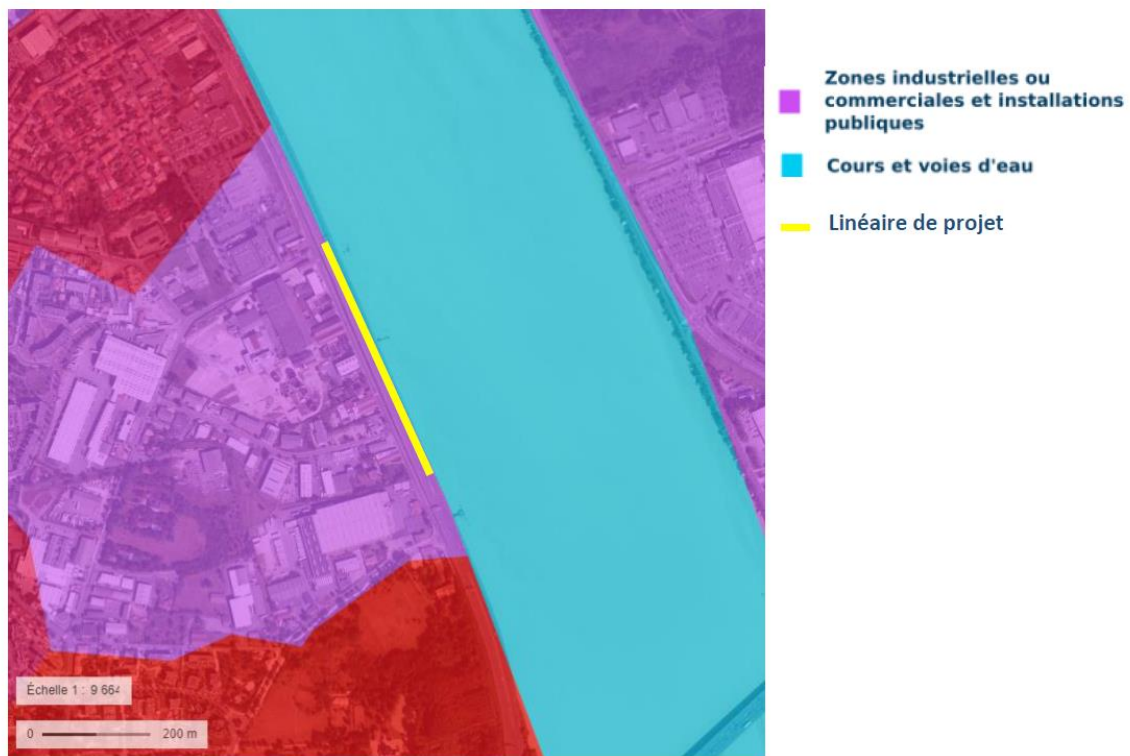 Zones industrielles ou
commerciales et installations
publiques
Cours et voies d'eau
Linéaire de projet
Échelle 1 : 9 664
0 200 m